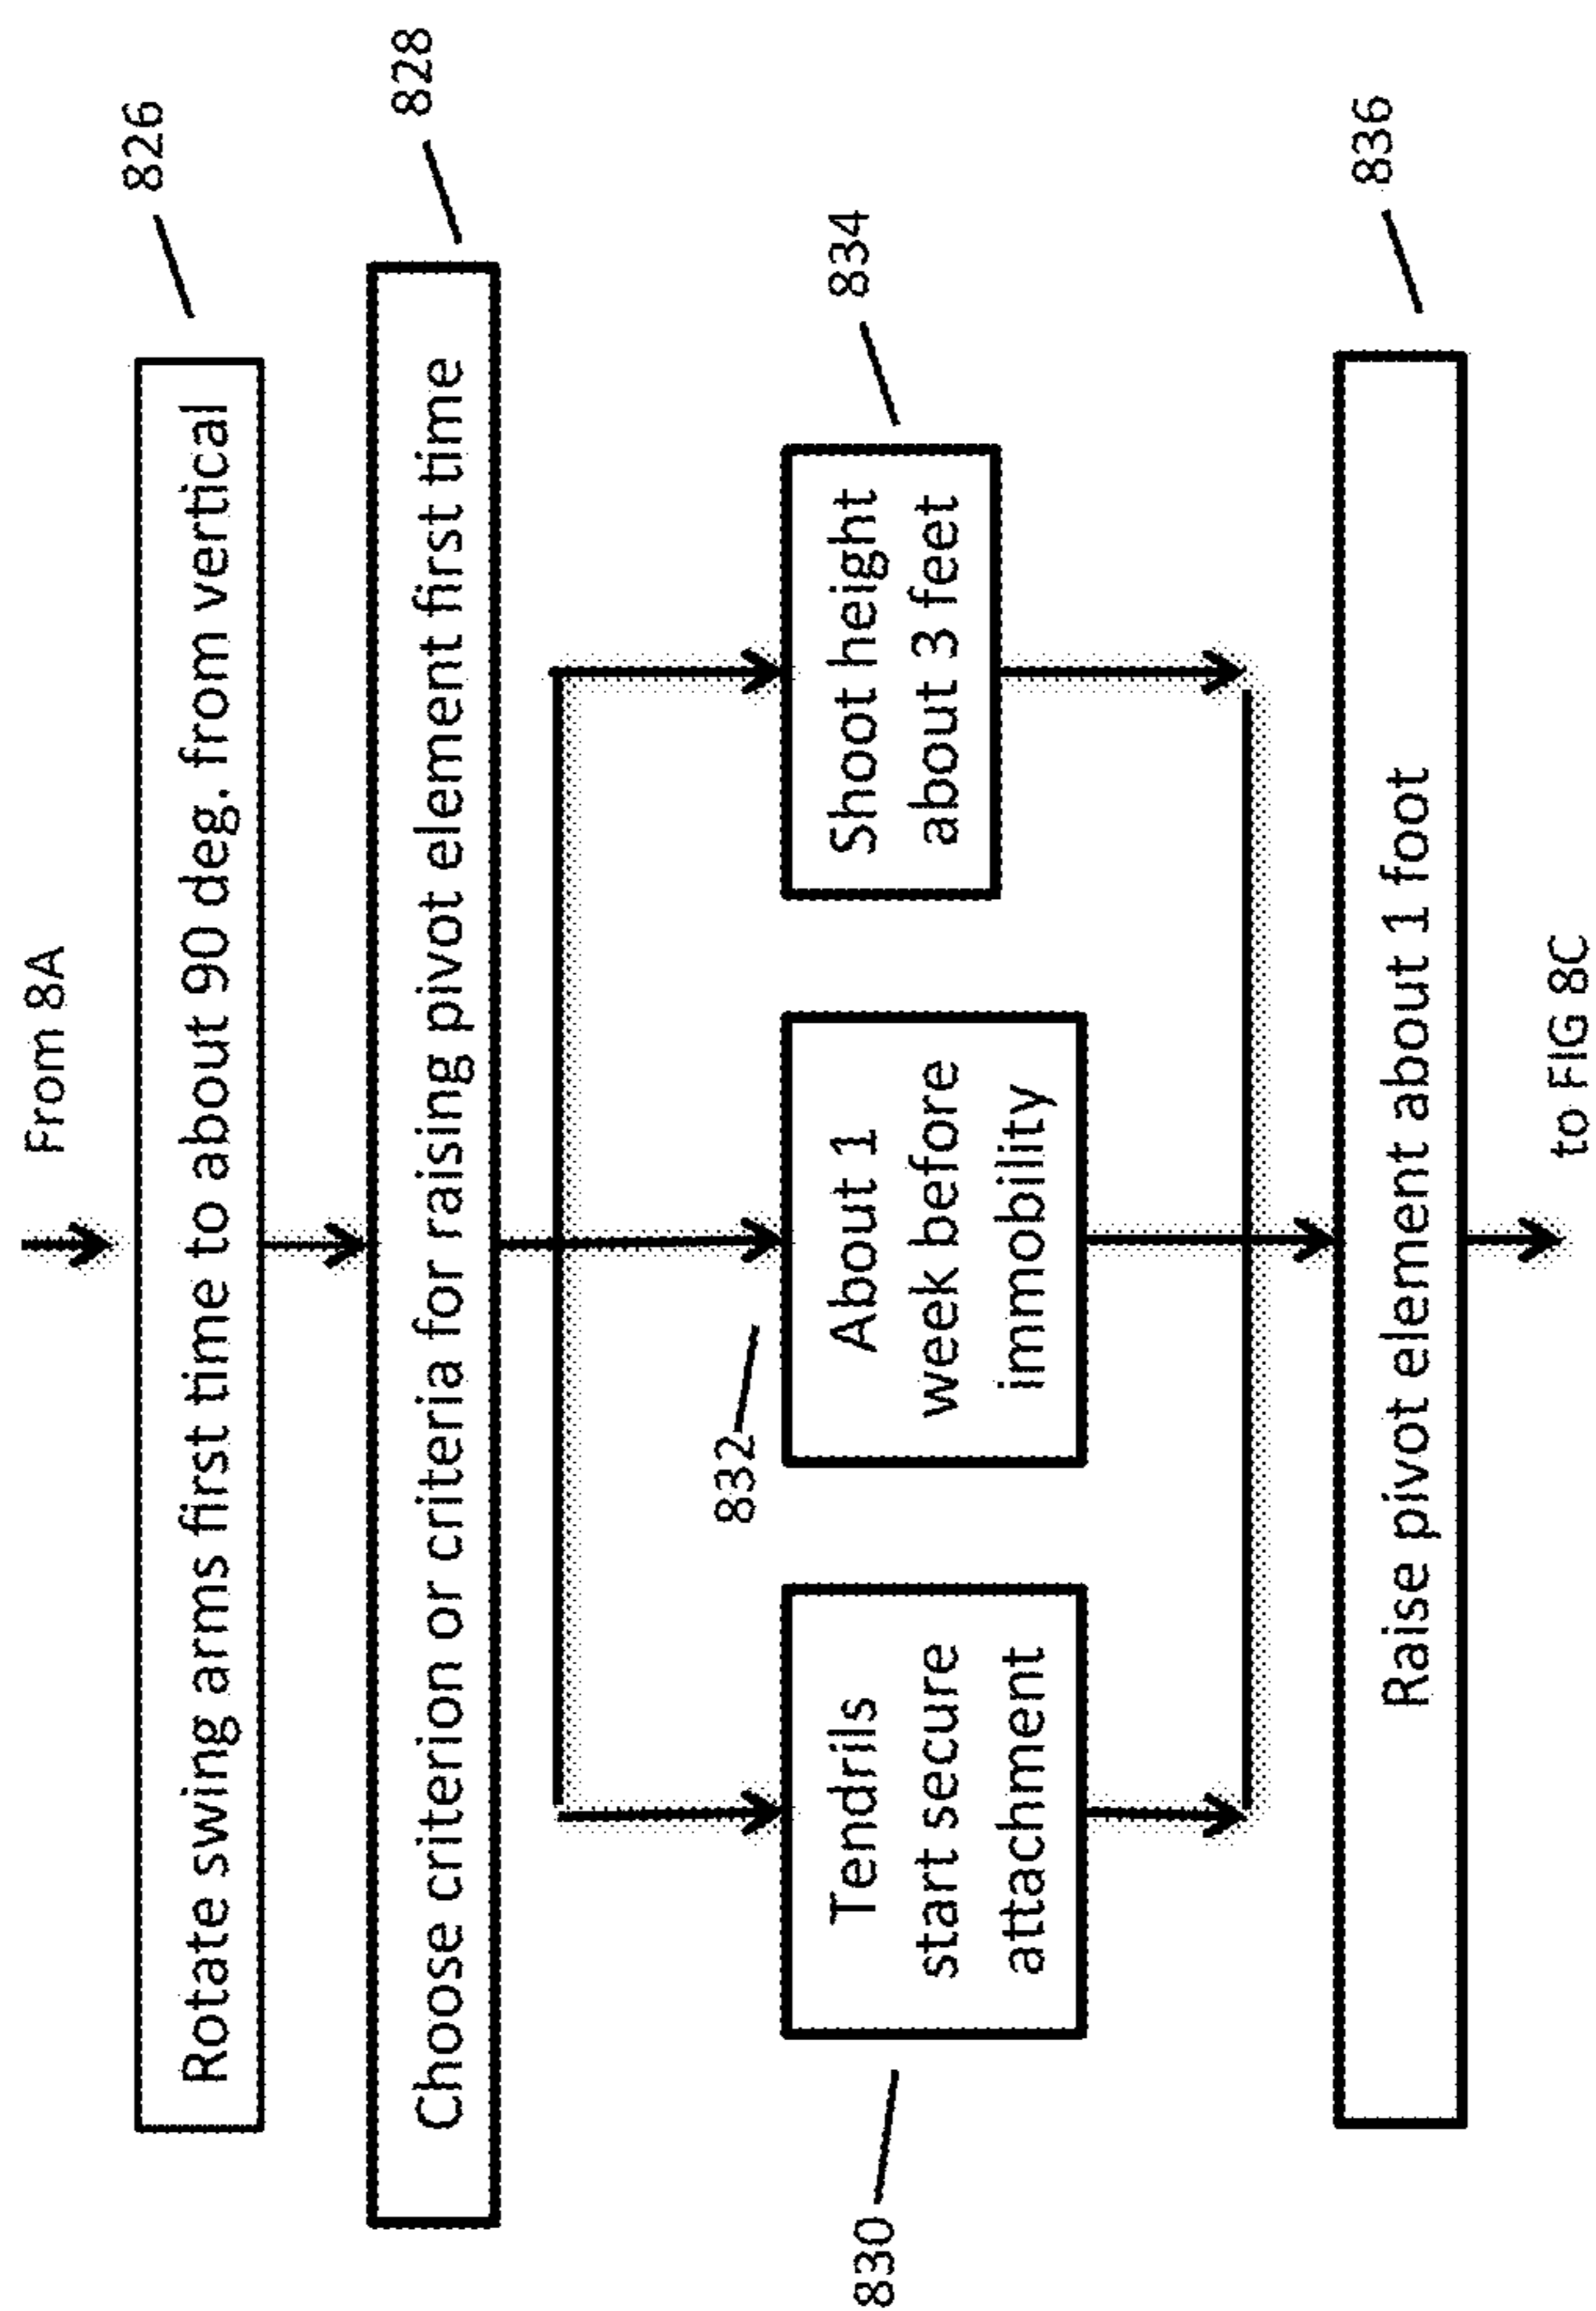 From 8A
826
Rotate swing arms first time to about 90 deg. from vertical
828
Choose criterion or criteria for raising pivot element first time
830
Tendrils
start secure
attachment
832
About 1
week before
immobility
834
Shoot height
about 3 feet
836
Raise pivot element about 1 foot
to FIG 8C